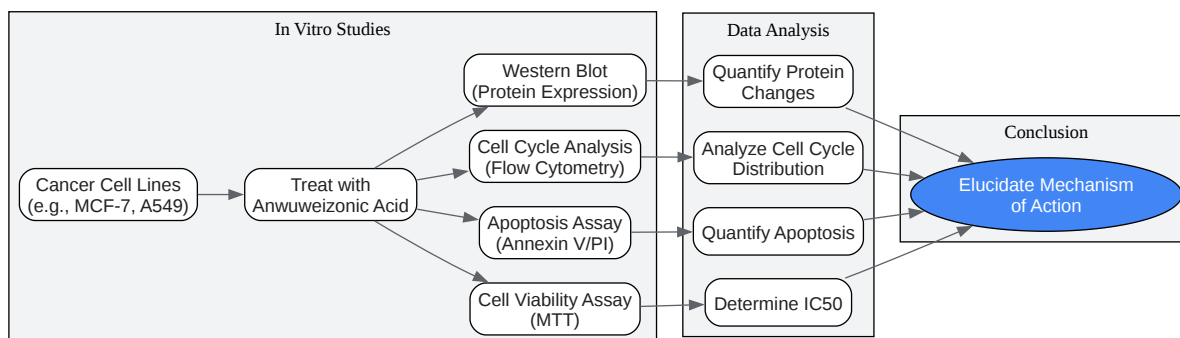 In Vitro Studies
Cancer Cell Lines
(e.g., MCF-7, A549)
Treat with
Anwuweizonic Acid
Western Blot
(Protein Expression)
Cell Cycle Analysis
(Flow Cytometry)
Apoptosis Assay
(Annexin V/PI)
Cell Viability Assay
(MTT)
Data Analysis
Quantify Protein
Changes
Analyze Cell Cycle
Distribution
Quantify Apoptosis
Determine IC50
Conclusion
Elucidate Mechanism
of Action